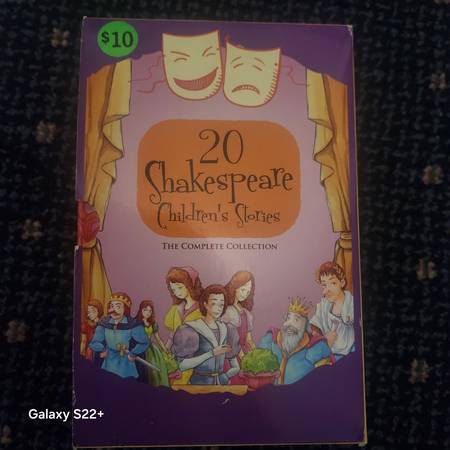 $10
20
Shakespeare
Children's Stories
THE COMPLETE COLLECTION
Galaxy S22+